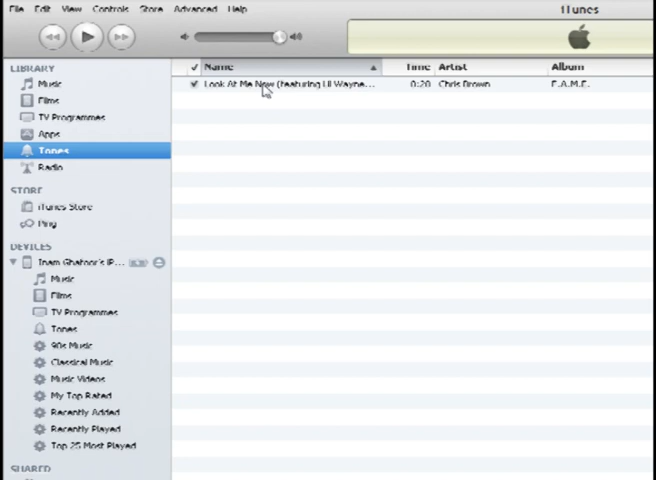 File Edit View Controls Store Advanced Help
iTunes
LIBRARY
Music
Films
TV Programmes
Apps
Tones
Radio
STORE
iTunes Store
Ping
DEVICES
Inam Ghafoor's iP...
Music
Films
TV Programmes
Tones
90s Music
Classical Music
Music Videos
My Top Rated
Recently Added
Recently Played
Top 25 Most Played
SHARED
Name Time Artist Album
Look At Me Now (featuring Lil Wayne... 0:20 Chris Brown F.A.M.E.